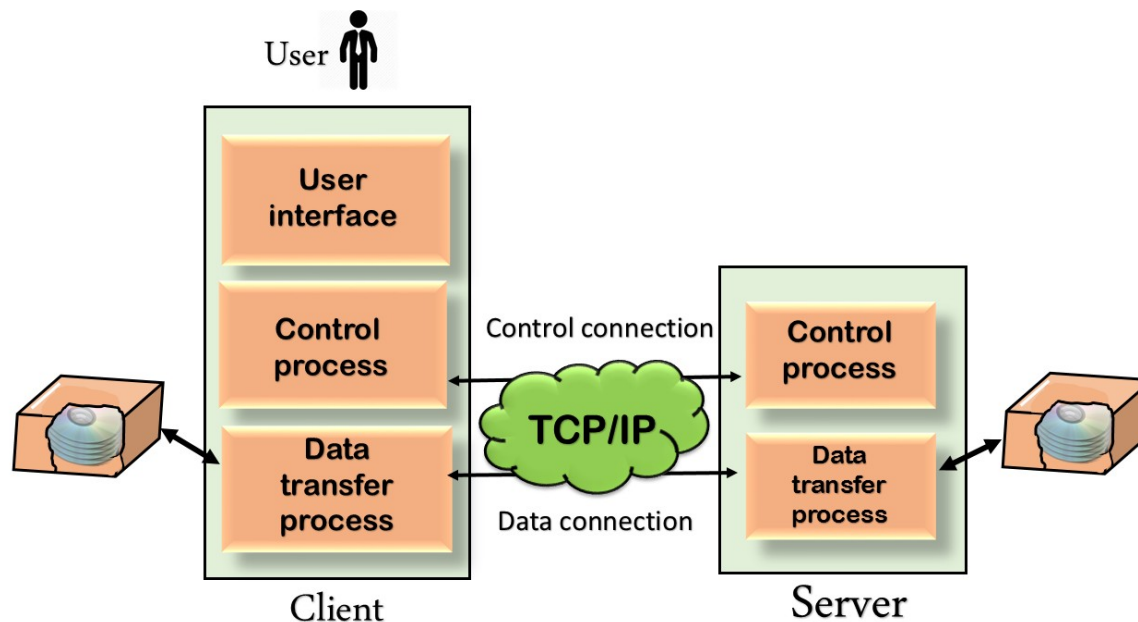 User
User
interface
Control
process
Data
transfer
process
Client
Control connection
TCP/IP
Data connection
Control
process
Data
transfer
process
Server